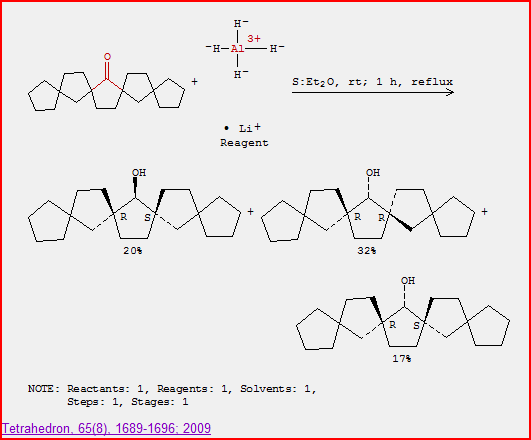 O
H⁻
3+
⁻H Al H⁻
H⁻
+
S:Et2O, rt; 1 h, reflux
• Li+
Reagent
OH
R S
20%
+
OH
R R
32%
+
OH
R S
17%
NOTE: Reactants: 1, Reagents: 1, Solvents: 1,
Steps: 1, Stages: 1
Tetrahedron, 65(8), 1689-1696; 2009